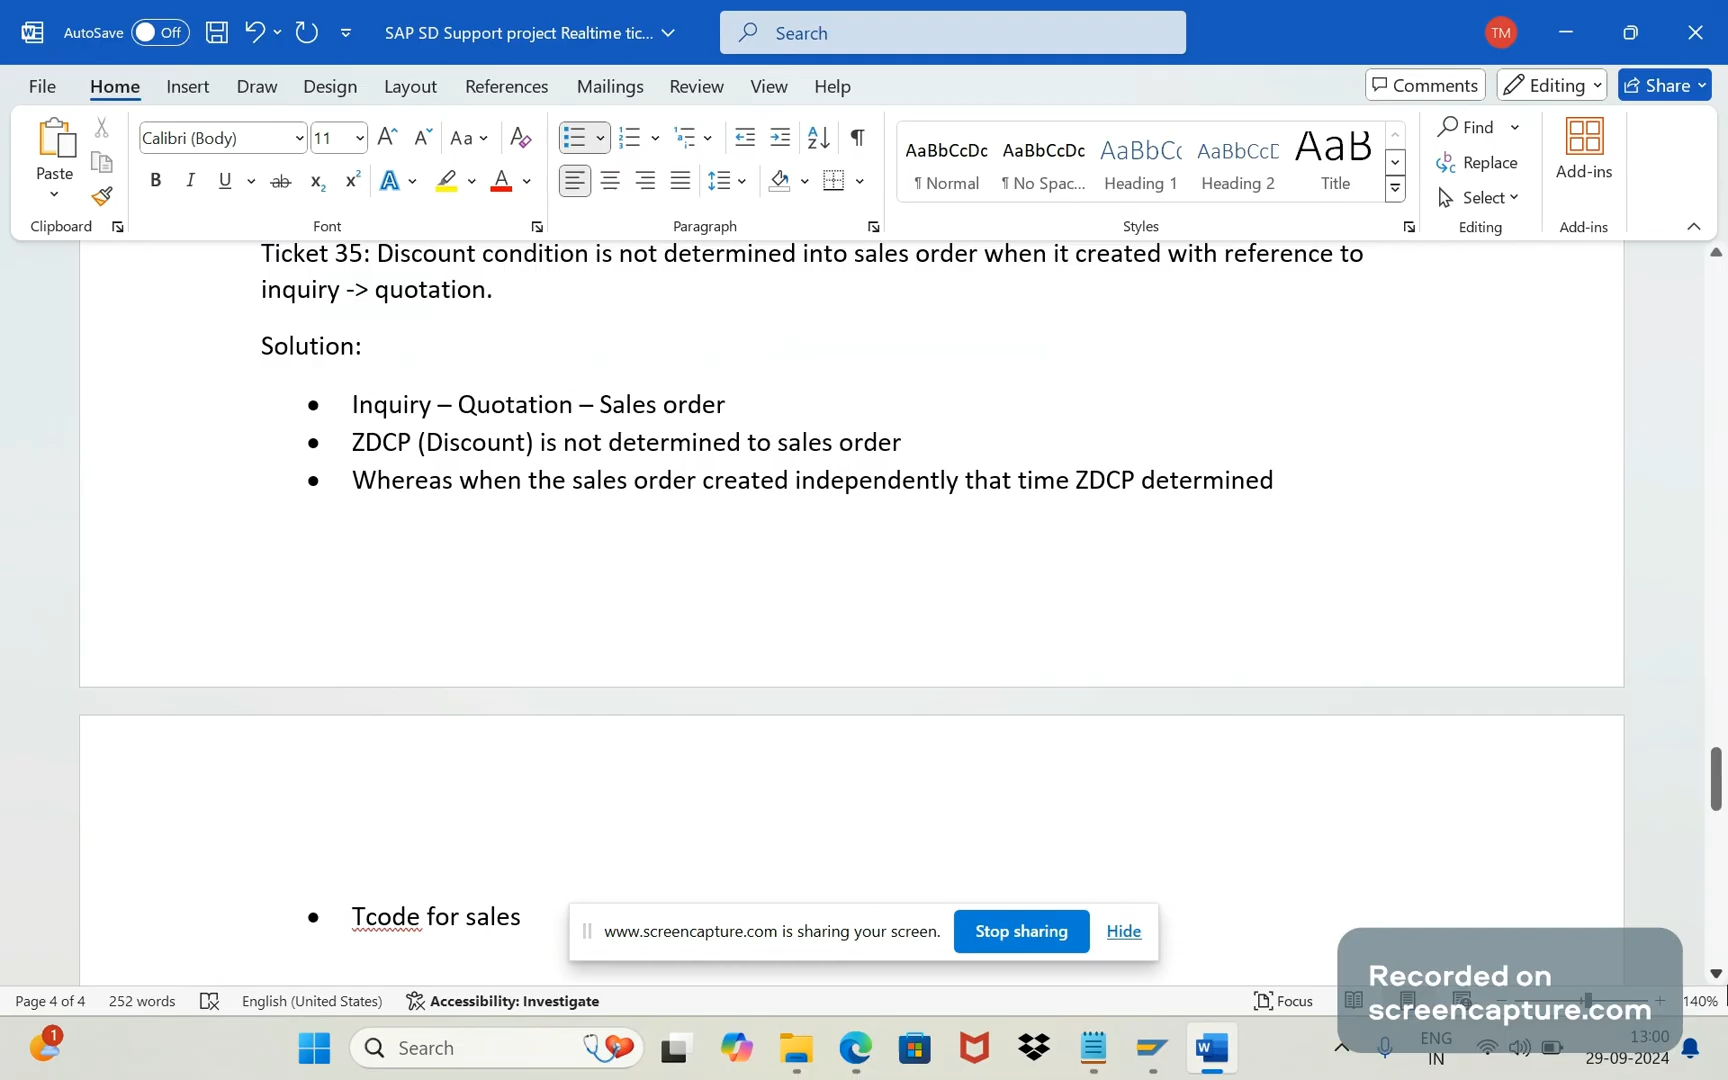 AutoSave Off SAP SD Support project Realtime tic... Search TM
File Home Insert Draw Design Layout References Mailings Review View Help Comments Editing Share
Paste Calibri (Body) 11 Aa AaBbCcDc AaBbCcDc AaBbCc AaBbCcD AaB Find Replace Select Add-ins
B I U ab x₂ x² A A ¶ Normal ¶ No Spac... Heading 1 Heading 2 Title
Clipboard Font Paragraph Styles Editing Add-ins
Ticket 35: Discount condition is not determined into sales order when it created with reference to
inquiry -> quotation.
Solution:
• Inquiry – Quotation – Sales order
• ZDCP (Discount) is not determined to sales order
• Whereas when the sales order created independently that time ZDCP determined
• Tcode for sales
www.screencapture.com is sharing your screen. Stop sharing Hide
Recorded on
screencapture.com
Page 4 of 4 252 words English (United States) Accessibility: Investigate Focus 140%
1 Search ENG
IN
13:00
29-09-2024